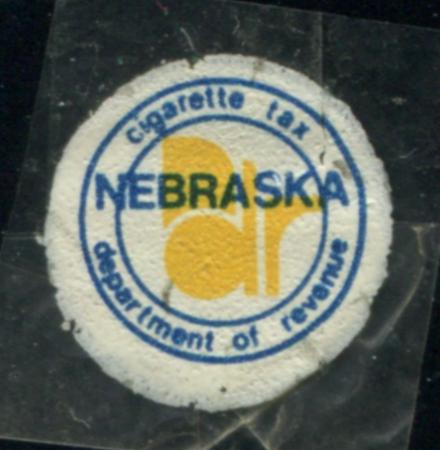 cigarette tax
NEBRASKA
department of revenue